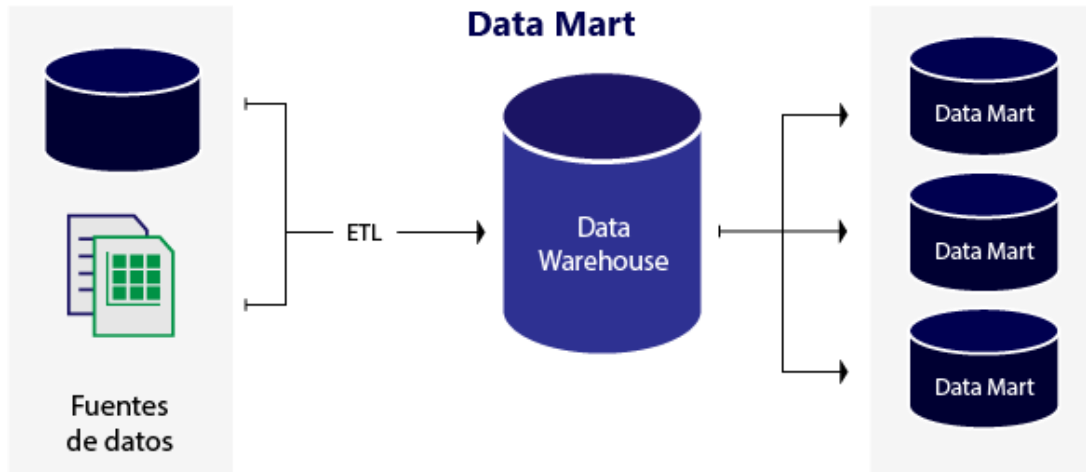 Data Mart
Fuentes
de datos
ETL
Data
Warehouse
Data Mart
Data Mart
Data Mart